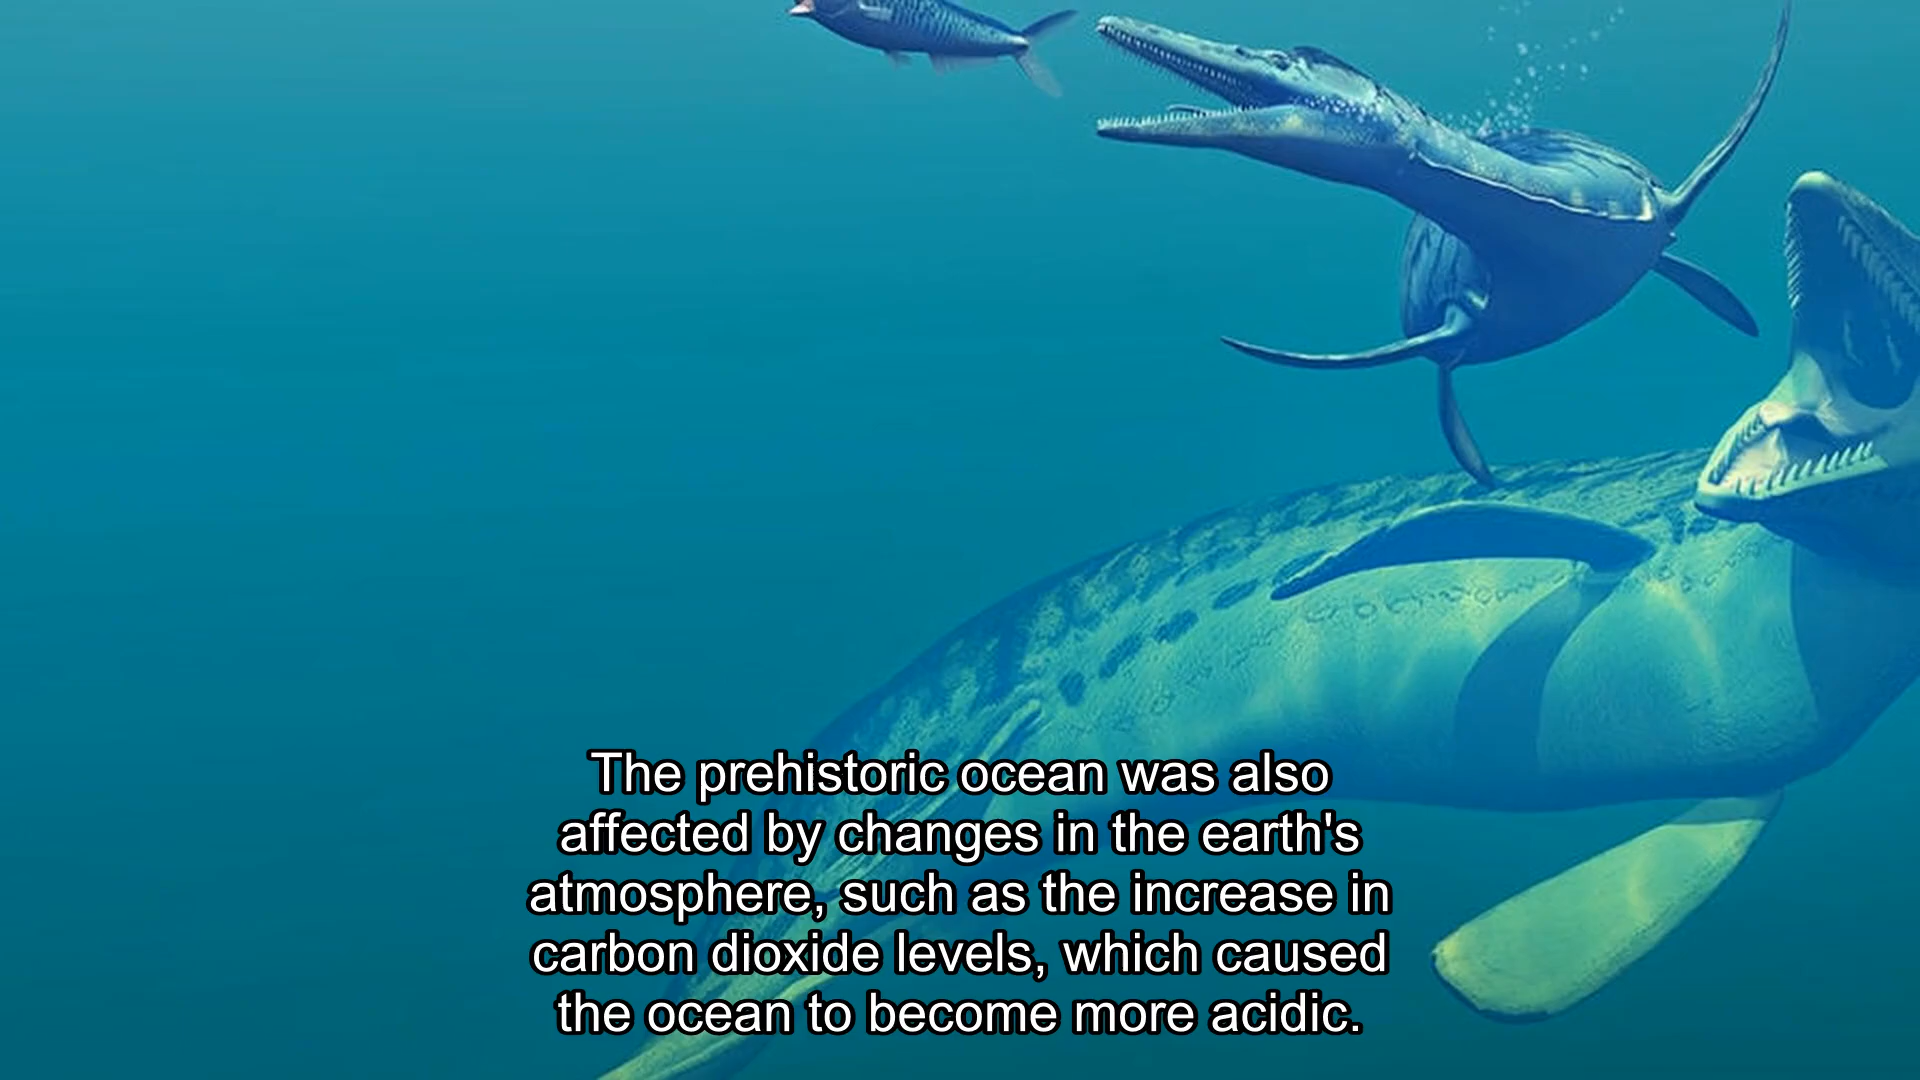 The prehistoric ocean was also
affected by changes in the earth's
atmosphere, such as the increase in
carbon dioxide levels, which caused
the ocean to become more acidic.